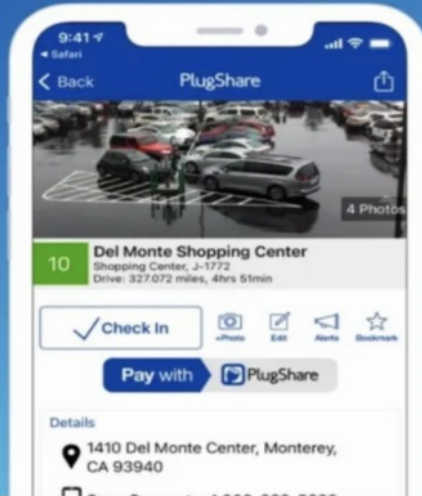 9:41
Safari
Back
PlugShare
4 Photos
10
Del Monte Shopping Center
Shopping Center, J-1772
Drive: 327.072 miles, 4hrs 51min
Check In
+Photo
Edit
Alerts
Bookmark
Pay with PlugShare
Details
1410 Del Monte Center, Monterey,
CA 93940